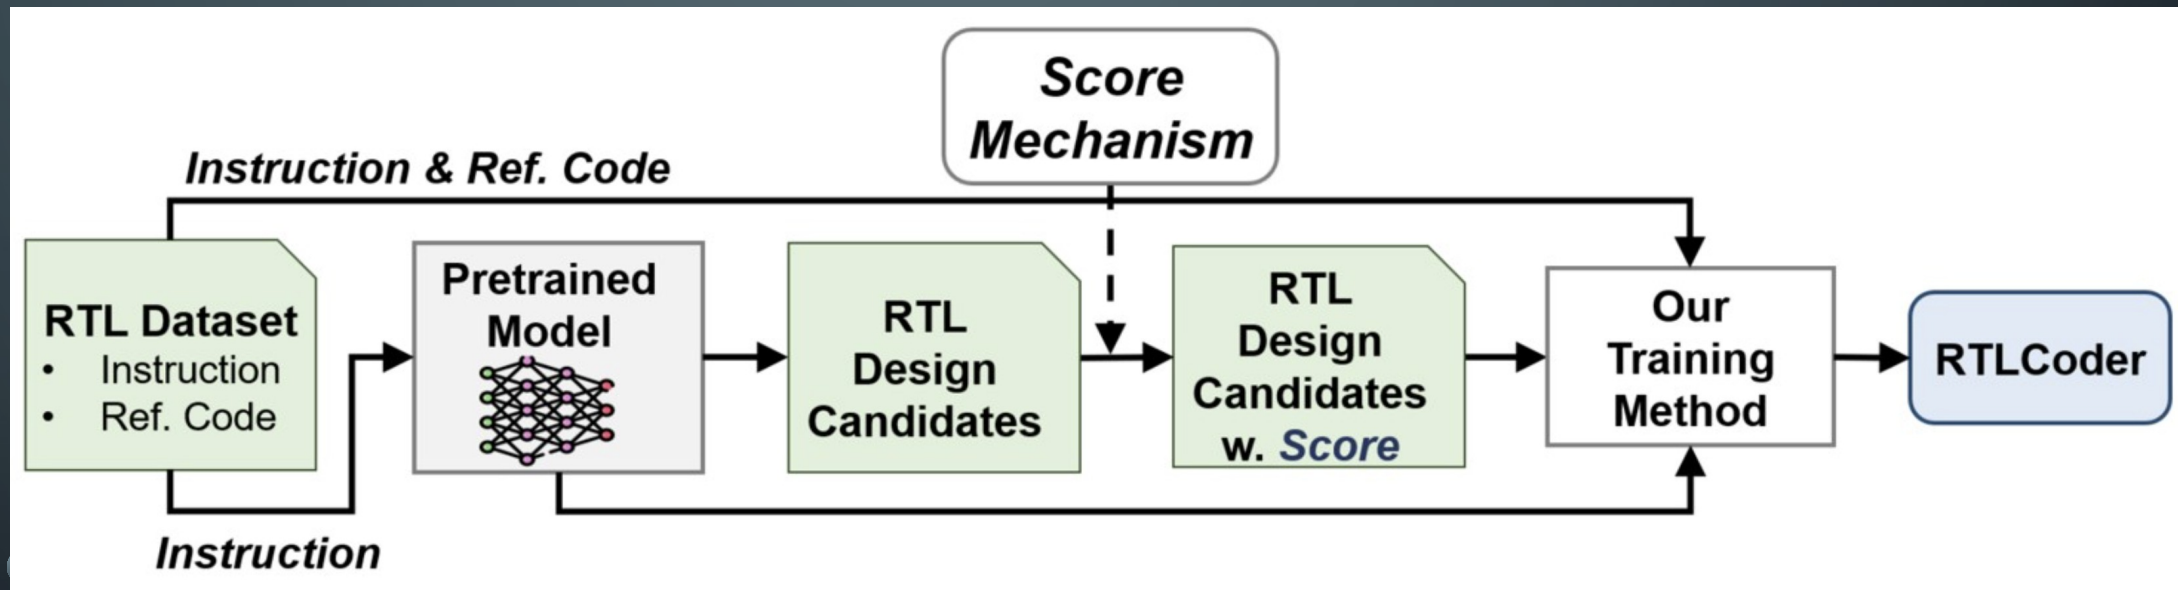 Score
Mechanism
Instruction & Ref. Code
RTL Dataset
• Instruction
• Ref. Code
Instruction
Pretrained
Model
RTL
Design
Candidates
RTL
Design
Candidates
w. Score
Our
Training
Method
RTLCoder